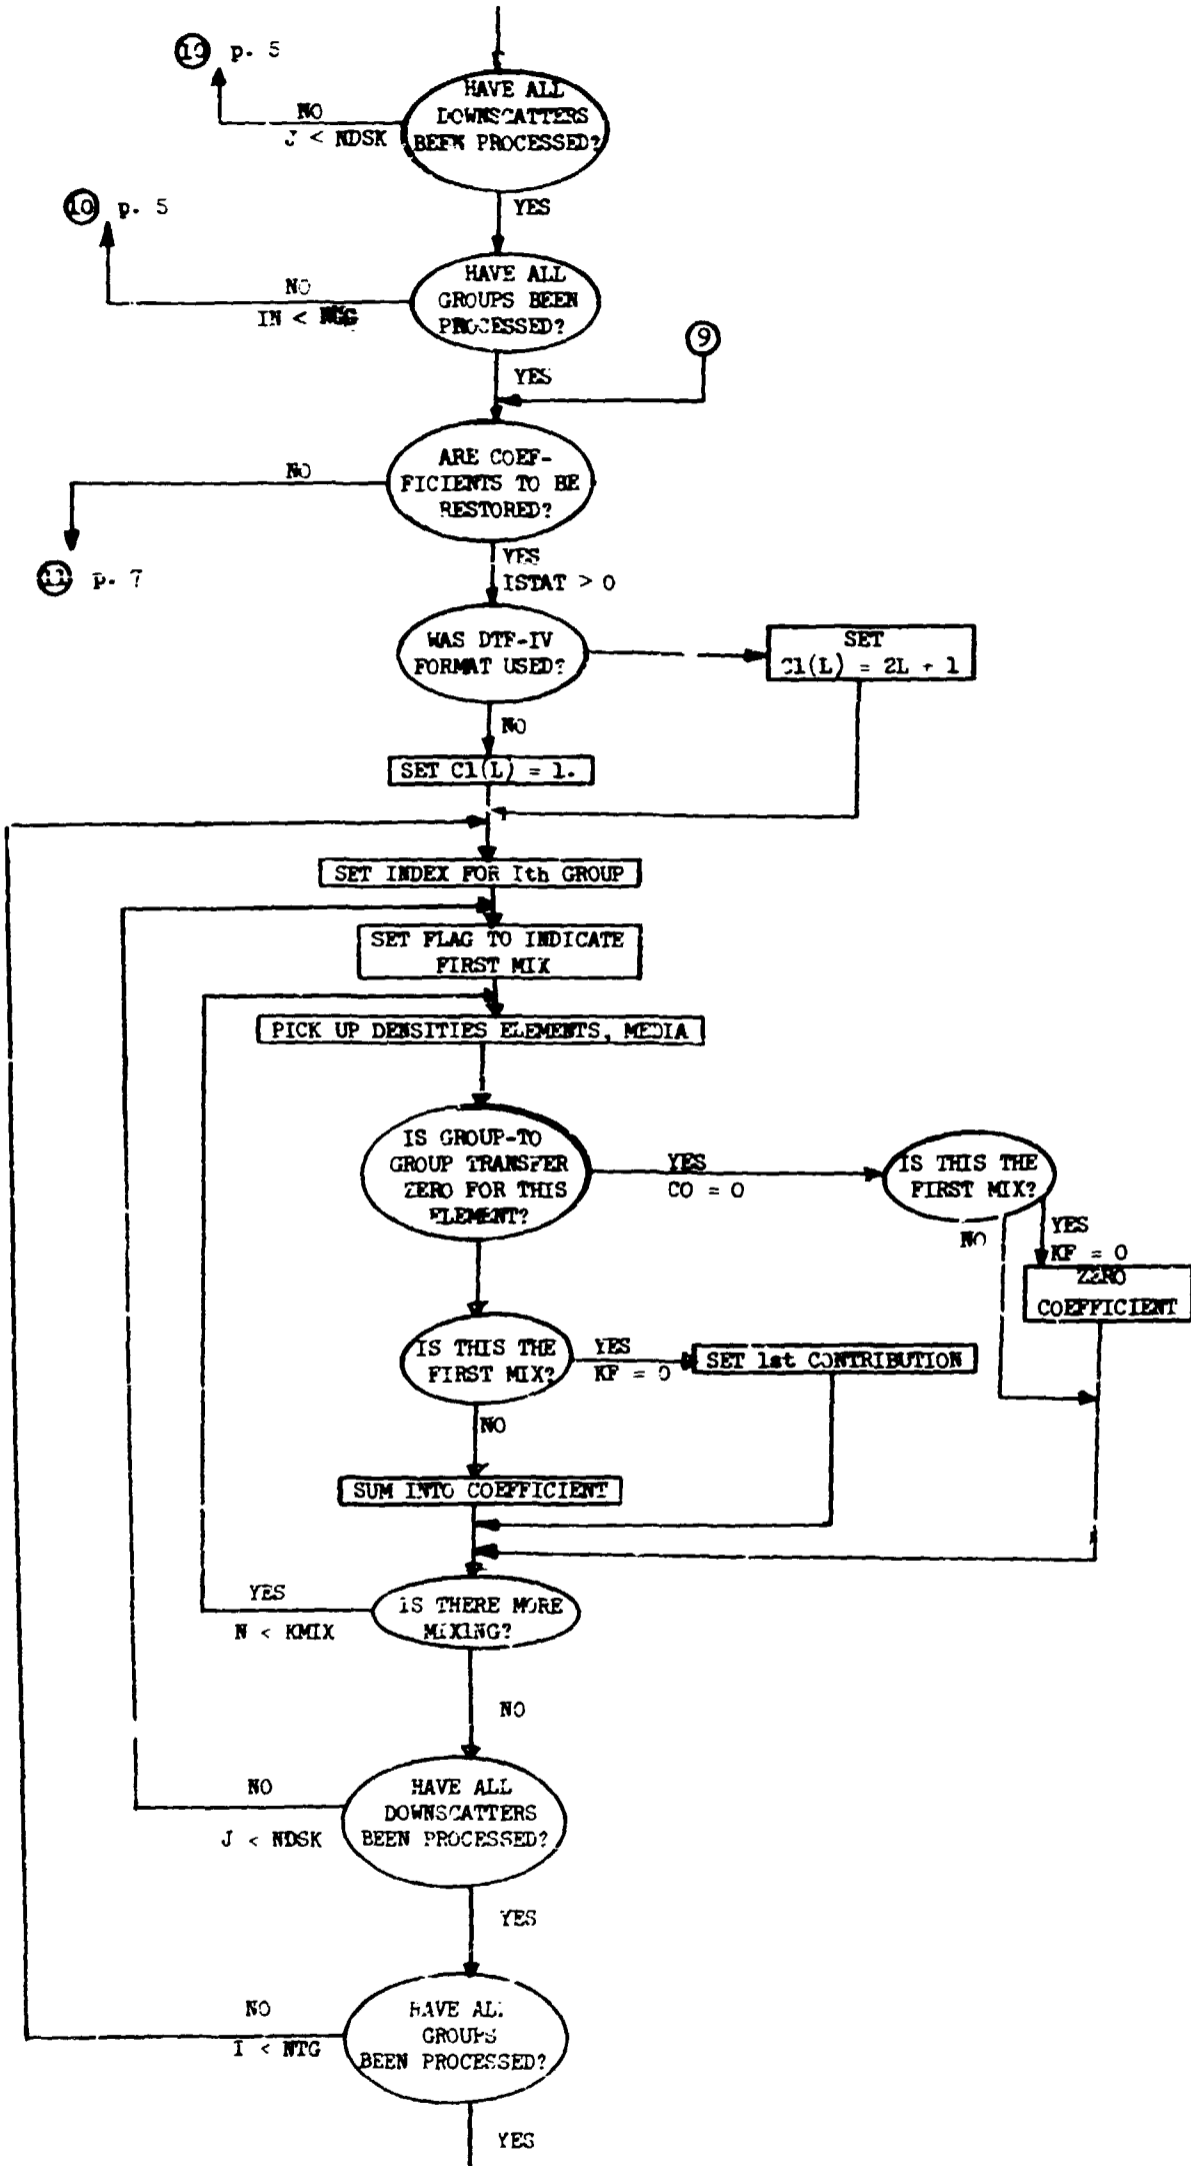 10 p. 5
HAVE ALL
DOWNSCATTERS
BEEN PROCESSED?
NO
J < NDSK
YES
10 p. 5
HAVE ALL
GROUPS BEEN
PROCESSED?
NO
IN < NGG
9
YES
ARE COEF-
FICIENTS TO BE
RESTORED?
NO
11 p. 7
YES
ISTAT > 0
WAS DTF-IV
FORMAT USED?
SET
C1(L) = 2L + 1
NO
SET C1(L) = 1.
SET INDEX FOR Ith GROUP
SET FLAG TO INDICATE
FIRST MIX
PICK UP DENSITIES ELEMENTS, MEDIA
IS GROUP-TO
GROUP TRANSFER
ZERO FOR THIS
ELEMENT?
YES
CO = 0
IS THIS THE
FIRST MIX?
NO
YES
KF = 0
ZERO
COEFFICIENT
IS THIS THE
FIRST MIX?
YES
KF = 0
SET 1st CONTRIBUTION
NO
SUM INTO COEFFICIENT
IS THERE MORE
MIXING?
YES
N < KMIX
NO
HAVE ALL
DOWNSCATTERS
BEEN PROCESSED?
NO
J < NDSK
YES
HAVE ALL
GROUPS
BEEN PROCESSED?
NO
I < NTG
YES